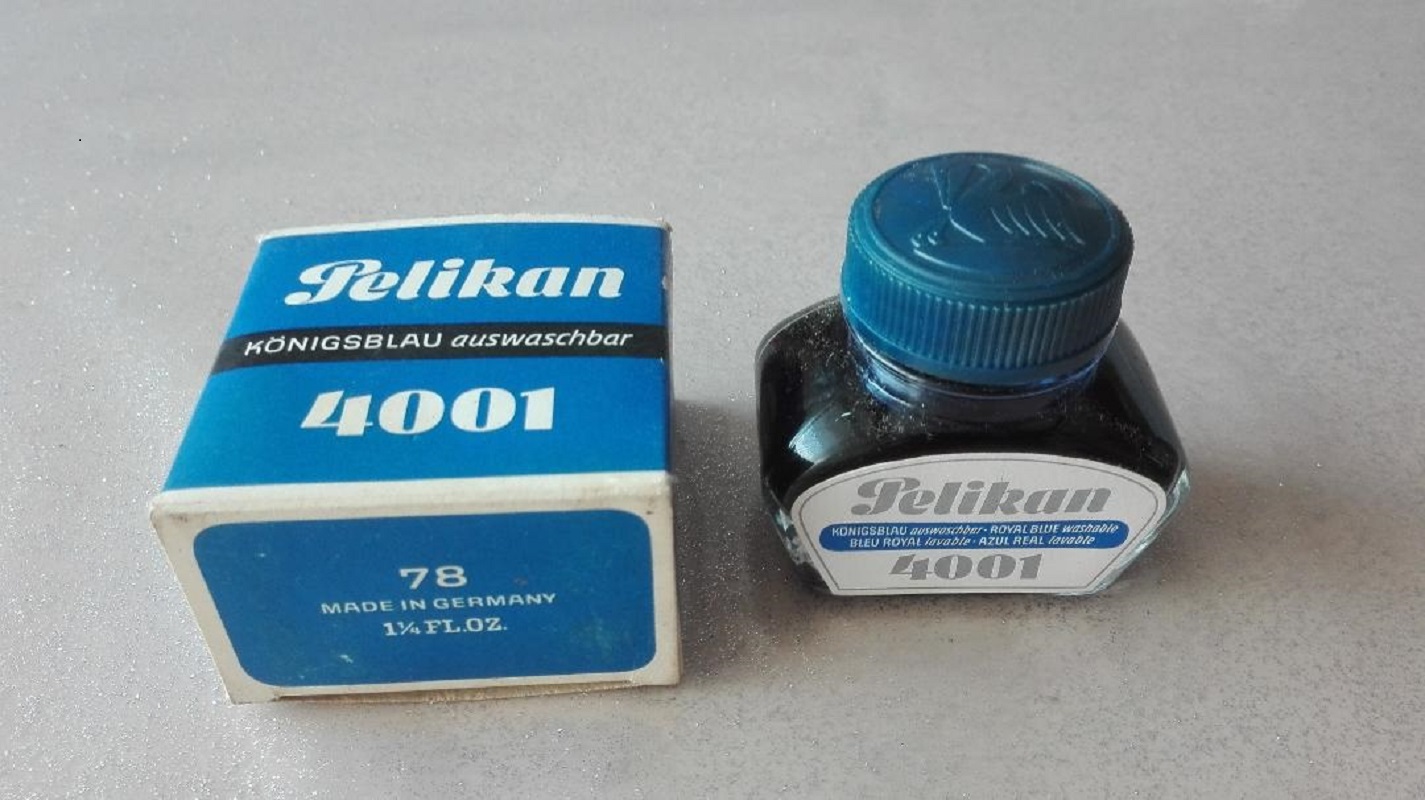 Pelikan
KÖNIGSBLAU auswaschbar
4001
78
MADE IN GERMANY
1¼ FL.OZ.
Pelikan
KÖNIGSBLAU auswaschbar · ROYAL BLUE washable
BLEU ROYAL lavable · AZUL REAL lavable
4001